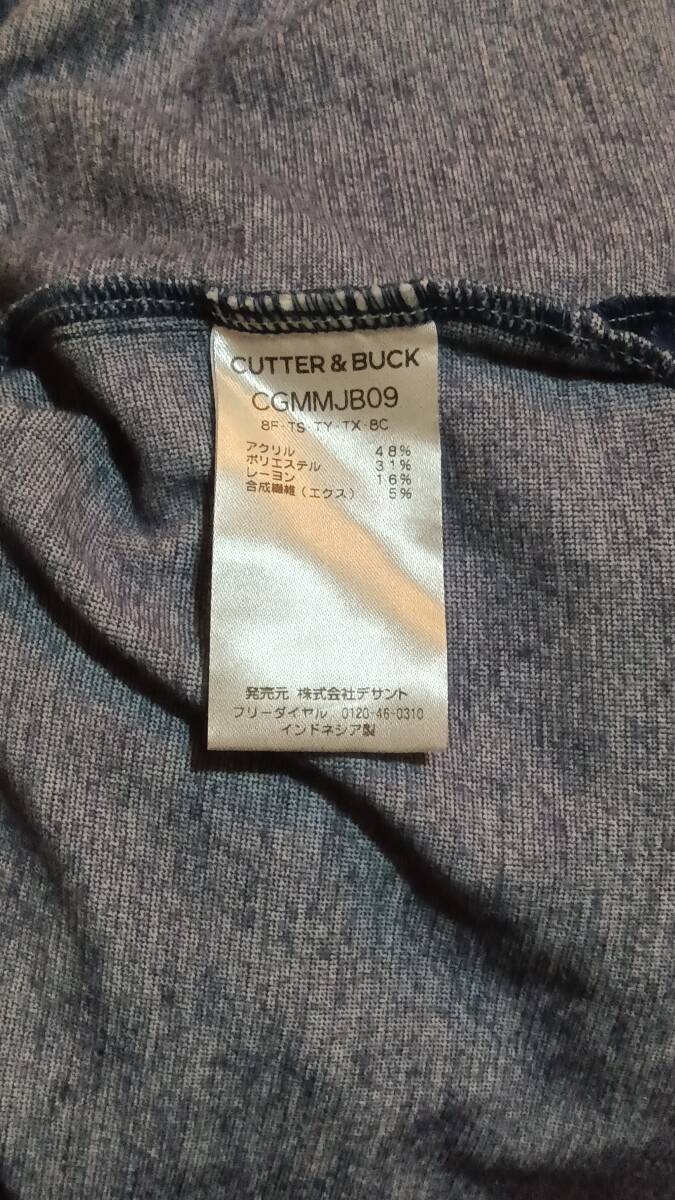 CUTTER & BUCK
CGMMJB09
8F·TS·TY·TX·8C
アクリル 48%
ポリエステル 31%
レーヨン 16%
合成繊維(エクス) 5%
発売元 株式会社デサント
フリーダイヤル 0120-46-0310
インドネシア製